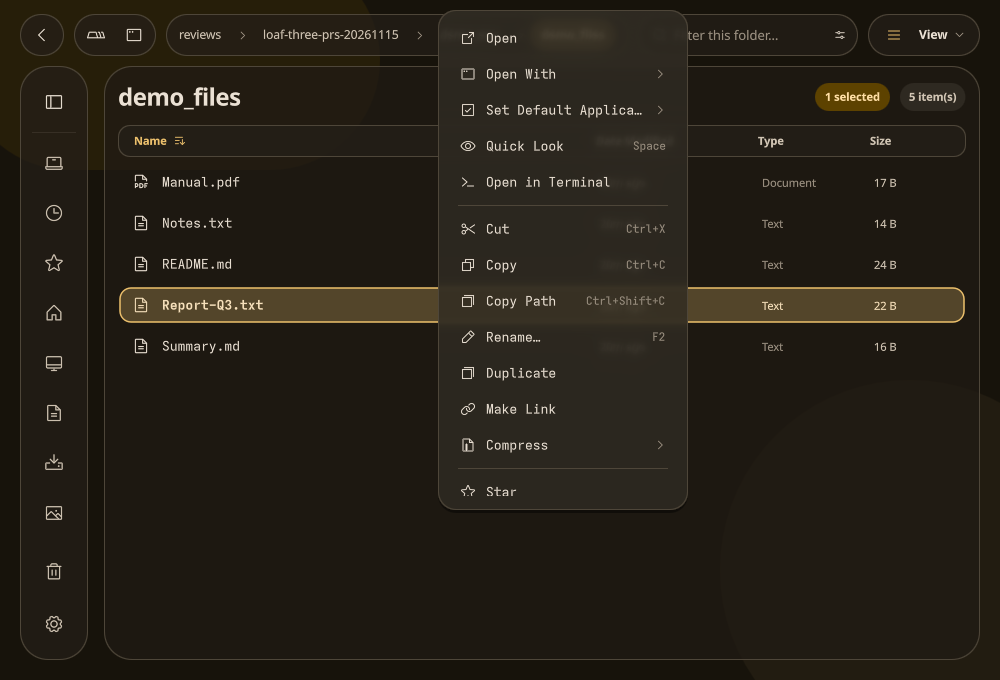 reviews > loaf-three-prs-20261115 >
ter this folder...
View
demo_files
1 selected
5 item(s)
Name
Type
Size
Manual.pdf
Document
17 B
Notes.txt
Text
14 B
README.md
Text
24 B
Report-Q3.txt
Text
22 B
Summary.md
Text
16 B
Open
Open With
Set Default Applica…
Quick Look Space
Open in Terminal
Cut Ctrl+X
Copy Ctrl+C
Copy Path Ctrl+Shift+C
Rename… F2
Duplicate
Make Link
Compress
Star